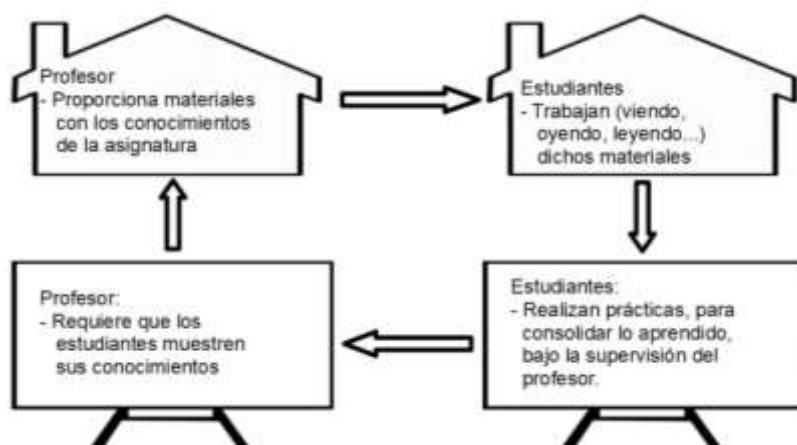 Profesor
- Proporciona materiales
con los conocimientos
de la asignatura
Estudiantes
- Trabajan (viendo,
oyendo, leyendo...)
dichos materiales
Profesor:
- Requiere que los
estudiantes muestren
sus conocimientos
Estudiantes:
- Realizan prácticas, para
consolidar lo aprendido,
bajo la supervisión del
profesor.